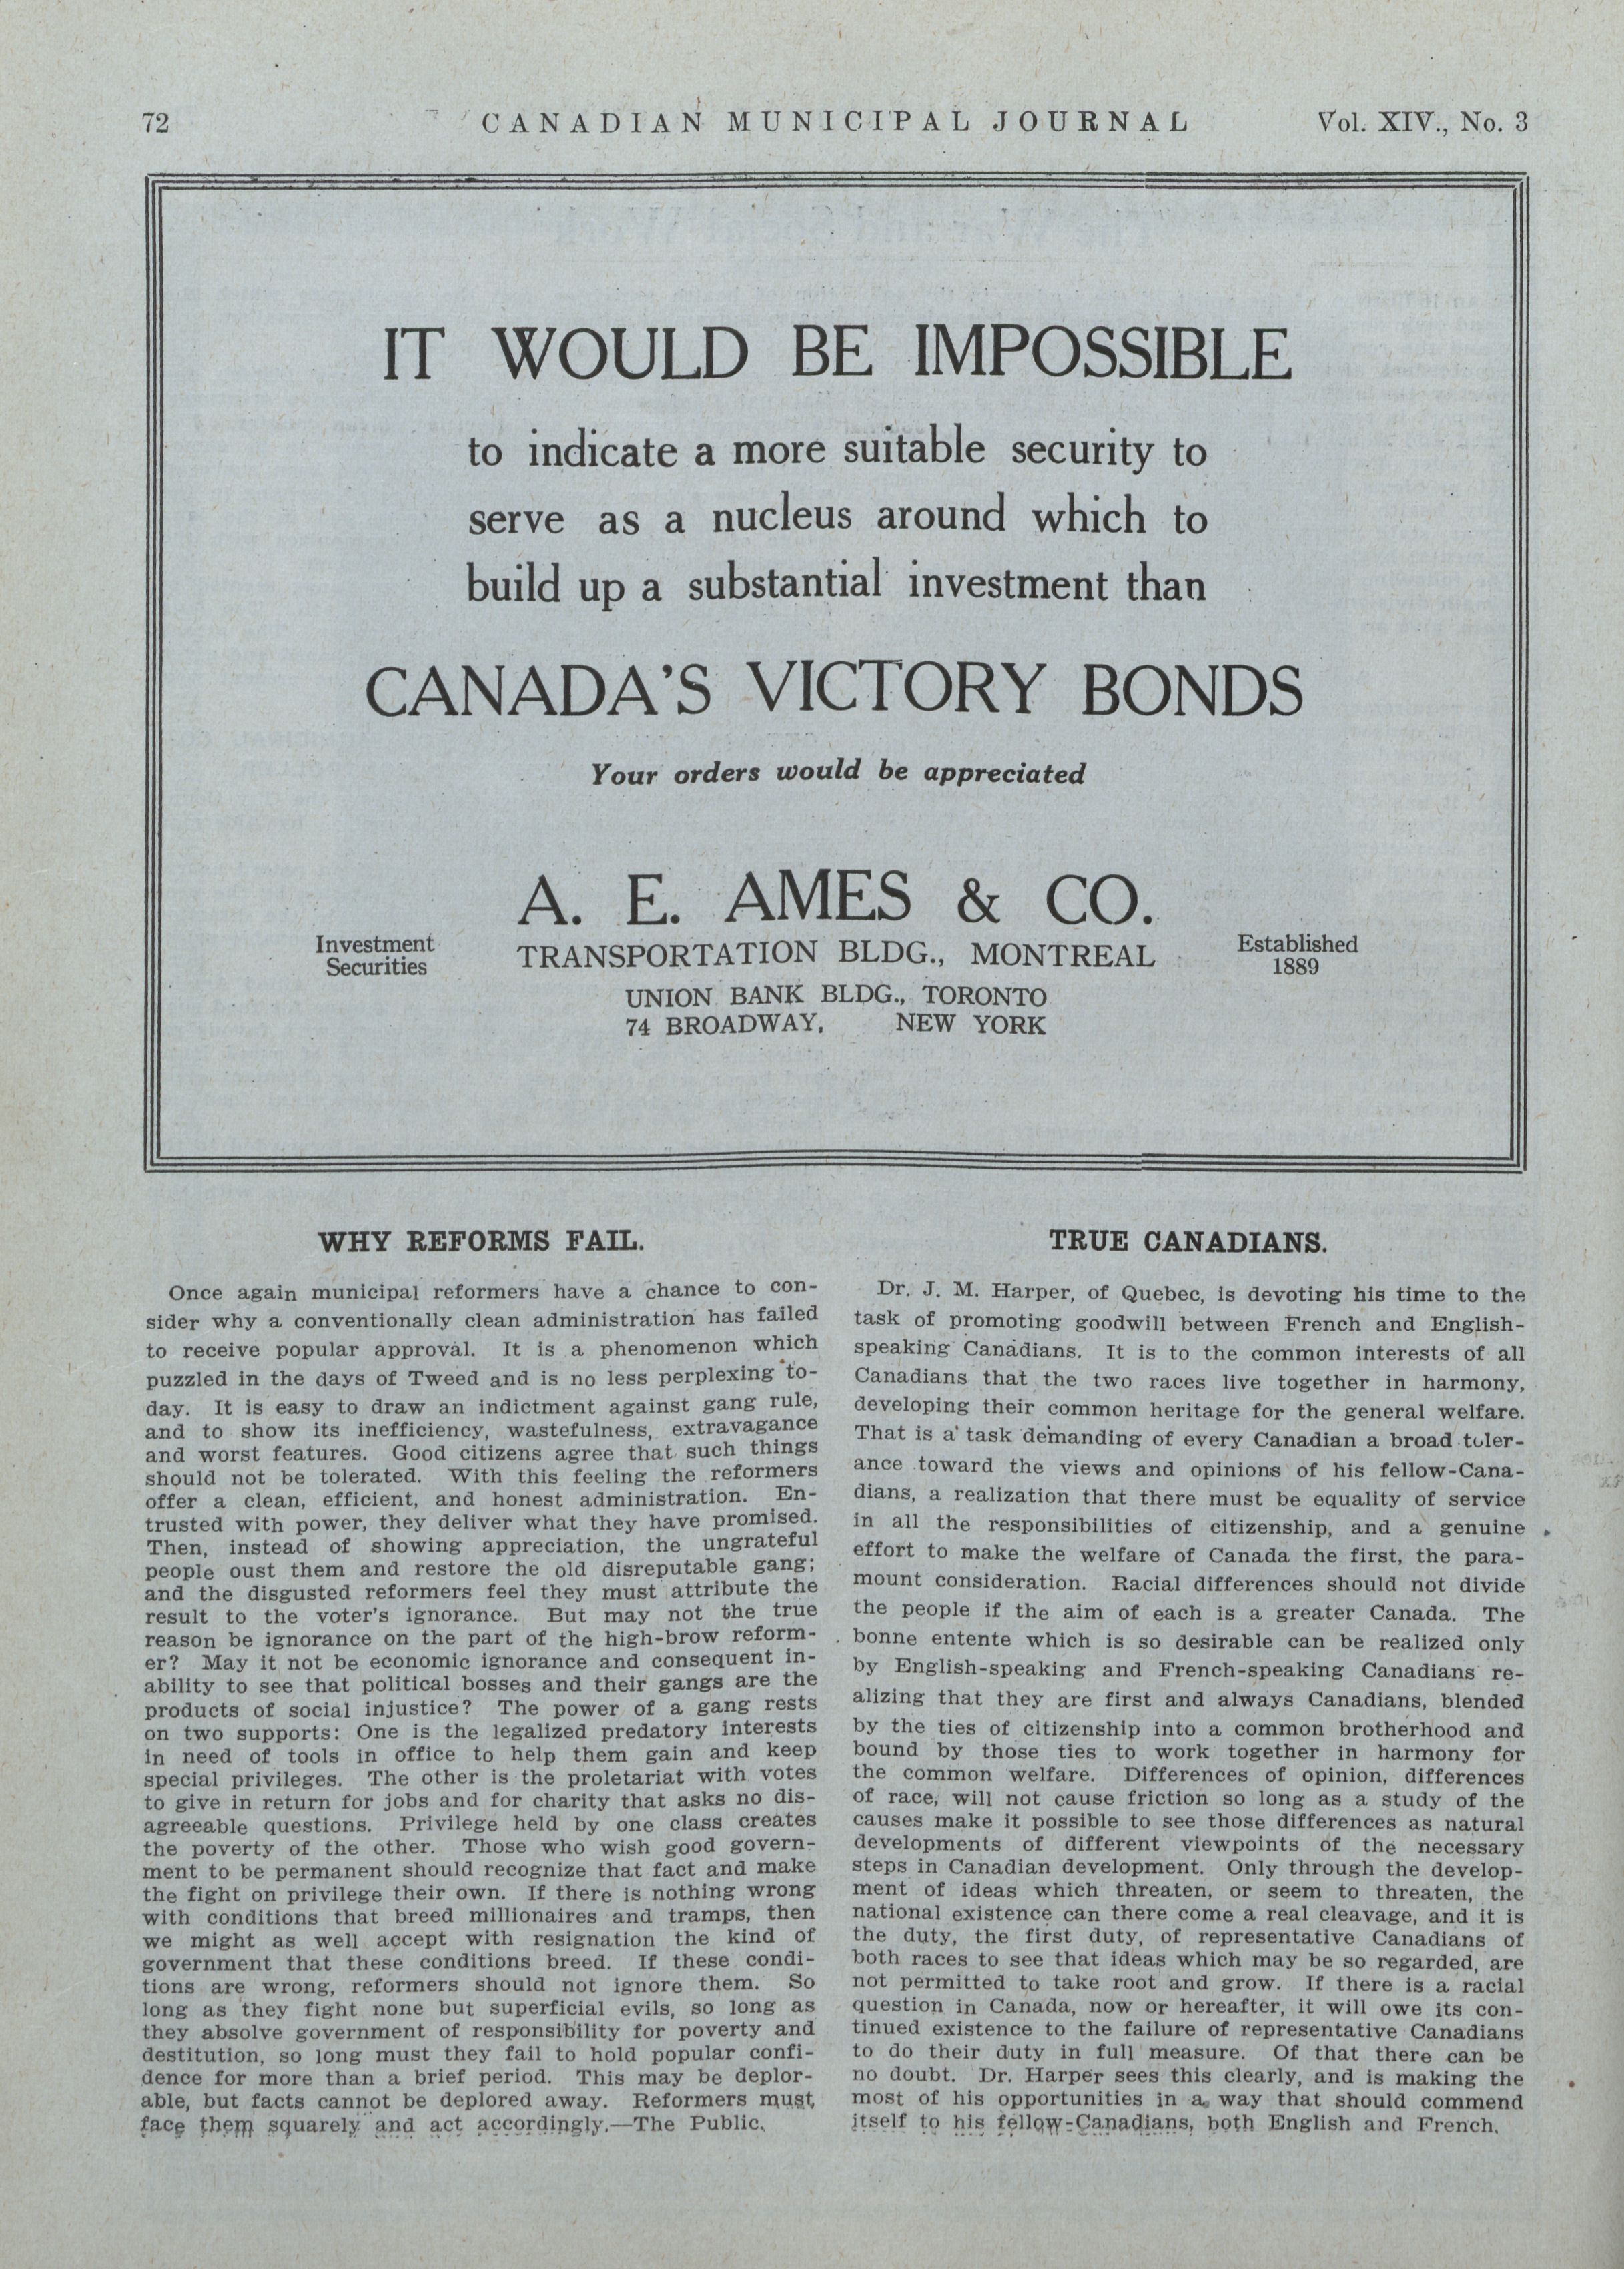 72
CANADIAN MUNICIPAL JOURNAL
Vol. XIV., No. 3
IT WOULD BE IMPOSSIBLE
to indicate a more suitable security to
serve as a nucleus around which to
build up a substantial investment than
CANADA'S VICTORY BONDS
Your orders would be appreciated
A. E. AMES & CO.
Investment
Securities
TRANSPORTATION BLDG., MONTREAL
Established
1889
UNION BANK BLDG., TORONTO
74 BROADWAY, NEW YORK
WHY REFORMS FAIL.
Once again municipal reformers have a chance to con-
sider why a conventionally clean administration has failed
to receive popular approval. It is a phenomenon which
puzzled in the days of Tweed and is no less perplexing to-
day. It is easy to draw an indictment against gang rule,
and to show its inefficiency, wastefulness, extravagance
and worst features. Good citizens agree that such things
should not be tolerated. With this feeling the reformers
offer a clean, efficient, and honest administration. En-
trusted with power, they deliver what they have promised.
Then, instead of showing appreciation, the ungrateful
people oust them and restore the old disreputable gang;
and the disgusted reformers feel they must attribute the
result to the voter's ignorance. But may not the true
reason be ignorance on the part of the high-brow reform-
er? May it not be economic ignorance and consequent in-
ability to see that political bosses and their gangs are the
products of social injustice? The power of a gang rests
on two supports: One is the legalized predatory interests
in need of tools in office to help them gain and keep
special privileges. The other is the proletariat with votes
to give in return for jobs and for charity that asks no dis-
agreeable questions. Privilege held by one class creates
the poverty of the other. Those who wish good govern-
ment to be permanent should recognize that fact and make
the fight on privilege their own. If there is nothing wrong
with conditions that breed millionaires and tramps, then
we might as well accept with resignation the kind of
government that these conditions breed. If these condi-
tions are wrong, reformers should not ignore them. So
long as they fight none but superficial evils, so long as
they absolve government of responsibility for poverty and
destitution, so long must they fail to hold popular confi-
dence for more than a brief period. This may be deplor-
able, but facts cannot be deplored away. Reformers must
face them squarely and act accordingly.—The Public.
TRUE CANADIANS.
Dr. J. M. Harper, of Quebec, is devoting his time to the
task of promoting goodwill between French and English-
speaking Canadians. It is to the common interests of all
Canadians that the two races live together in harmony,
developing their common heritage for the general welfare.
That is a task demanding of every Canadian a broad toler-
ance toward the views and opinions of his fellow-Cana-
dians, a realization that there must be equality of service
in all the responsibilities of citizenship, and a genuine
effort to make the welfare of Canada the first, the para-
mount consideration. Racial differences should not divide
the people if the aim of each is a greater Canada. The
bonne entente which is so desirable can be realized only
by English-speaking and French-speaking Canadians re-
alizing that they are first and always Canadians, blended
by the ties of citizenship into a common brotherhood and
bound by those ties to work together in harmony for
the common welfare. Differences of opinion, differences
of race, will not cause friction so long as a study of the
causes make it possible to see those differences as natural
developments of different viewpoints of the necessary
steps in Canadian development. Only through the develop-
ment of ideas which threaten, or seem to threaten, the
national existence can there come a real cleavage, and it is
the duty, the first duty, of representative Canadians of
both races to see that ideas which may be so regarded, are
not permitted to take root and grow. If there is a racial
question in Canada, now or hereafter, it will owe its con-
tinued existence to the failure of representative Canadians
to do their duty in full measure. Of that there can be
no doubt. Dr. Harper sees this clearly, and is making the
most of his opportunities in a way that should commend
itself to his fellow-Canadians, both English and French.